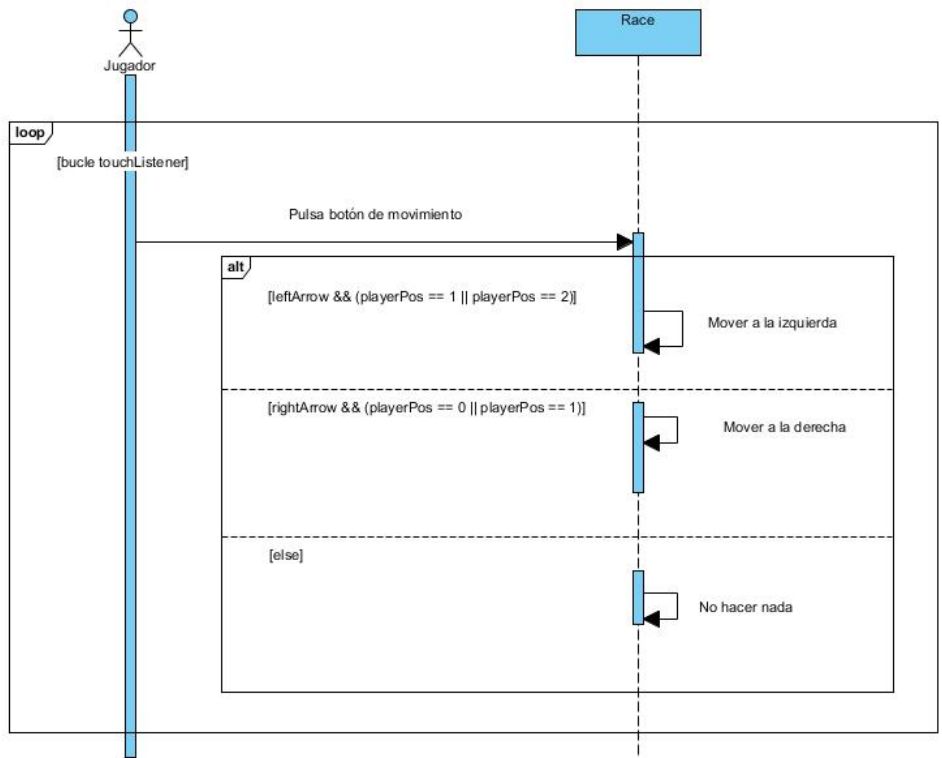 Jugador
Race
loop
[bucle touchListener]
Pulsa botón de movimiento
alt
[leftArrow && (playerPos == 1 || playerPos == 2)]
Mover a la izquierda
[rightArrow && (playerPos == 0 || playerPos == 1)]
Mover a la derecha
[else]
No hacer nada